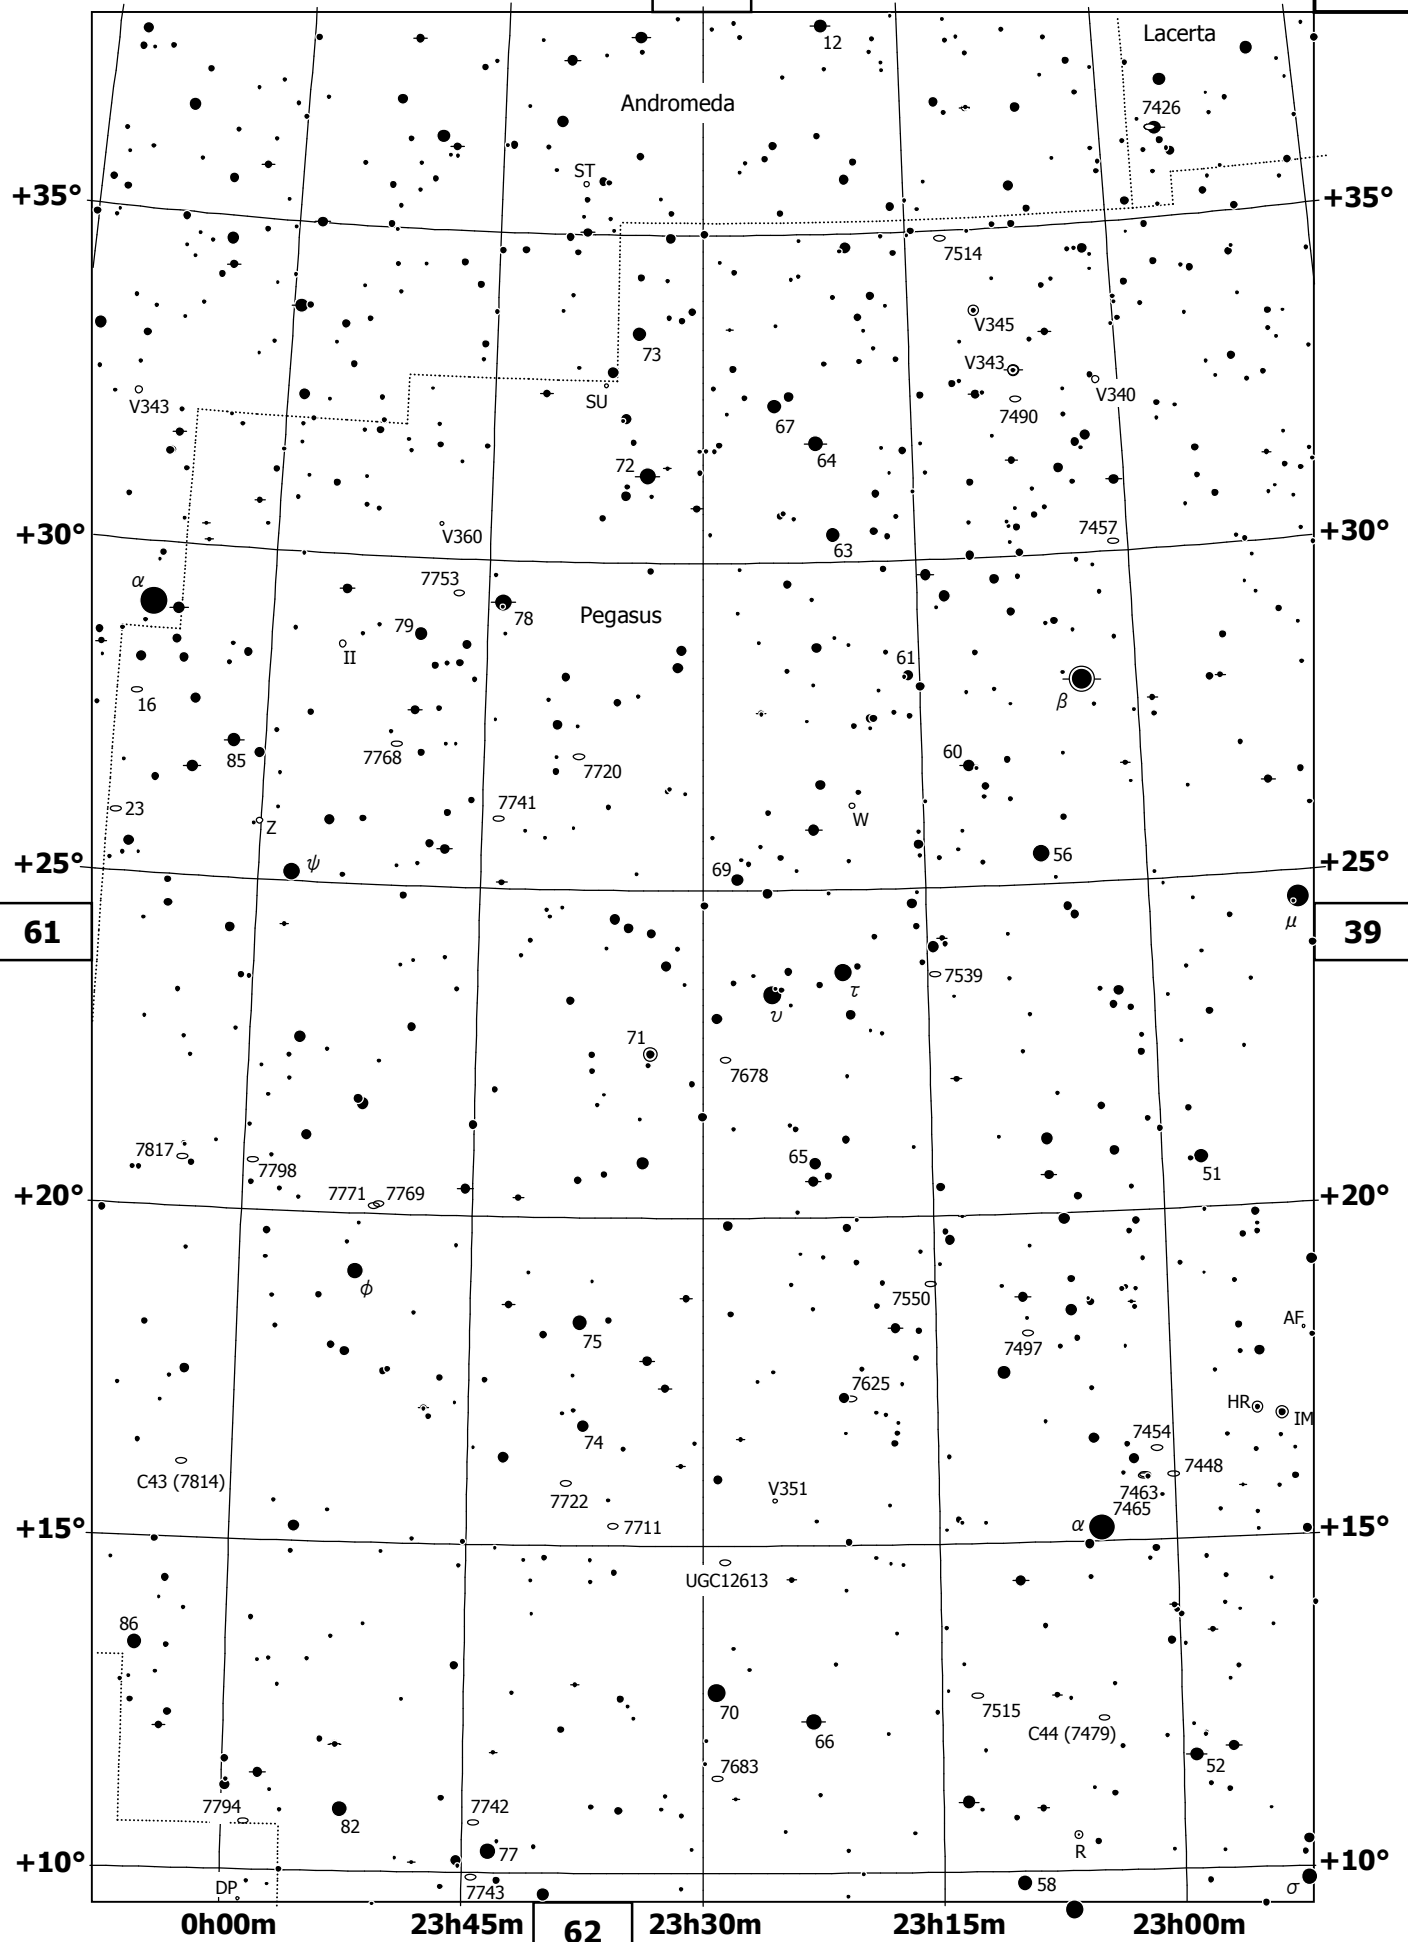 Lacerta
12
Andromeda
7426
ST
+35°
+35°
7514
V345
73
V343
SU
V340
V343
7490
67
64
72
+30°
V360
7457
+30°
63
α
7753
78
Pegasus
79
II
61
16
β
85
7768
7720
60
23
Z
7741
W
+25°
ψ
56
+25°
69
μ
61
39
7539
τ
υ
71
7678
7817
7798
65
51
+20°
7771
7769
+20°
ϕ
7550
AF
75
7497
7625
HR
IM
74
7454
C43 (7814)
7448
7722
V351
7463
7465
+15°
7711
α
+15°
UGC12613
86
70
7515
66
C44 (7479)
7683
52
7794
7742
82
77
R
+10°
+10°
DP
7743
58
σ
0h00m
23h45m
62
23h30m
23h15m
23h00m